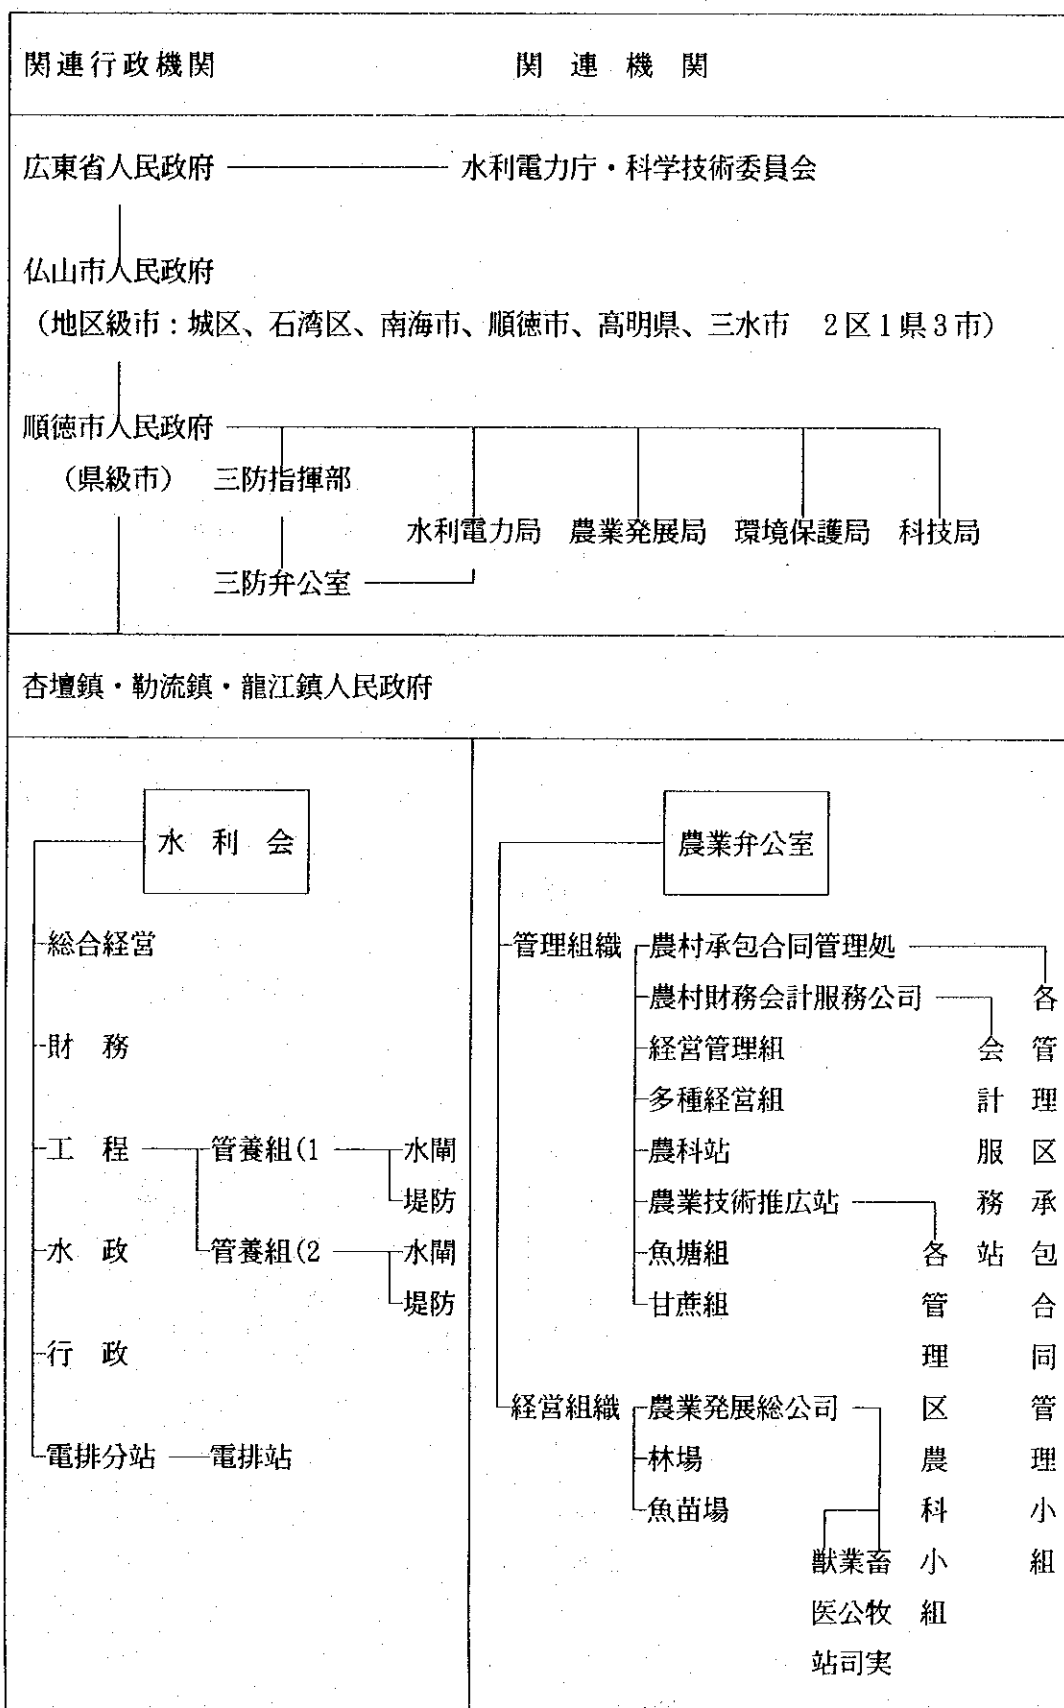 関連行政機関 関連機関
広東省人民政府 水利電力庁・科学技術委員会
仏山市人民政府
（地区級市：城区、石湾区、南海市、順徳市、高明県、三水市 2区1県3市）
順徳市人民政府
（県級市） 三防指揮部
水利電力局 農業発展局 環境保護局 科技局
三防弁公室
杏壇鎮・勒流鎮・龍江鎮人民政府
水利会
総合経営
財務
工程 管養組(1 水閘
堤防
水政 管養組(2 水閘
堤防
行政
電排分站 電排站
農業弁公室
管理組織 農村承包合同管理処
農村財務会計服務公司
経営管理組
多種経営組
農科站
農業技術推広站
魚塘組
甘蔗組
経営組織 農業発展総公司
林場
魚苗場
各管理区承包合同管理小組
会計服務站
各管理区農科小組
畜牧実
業公司
獣医站